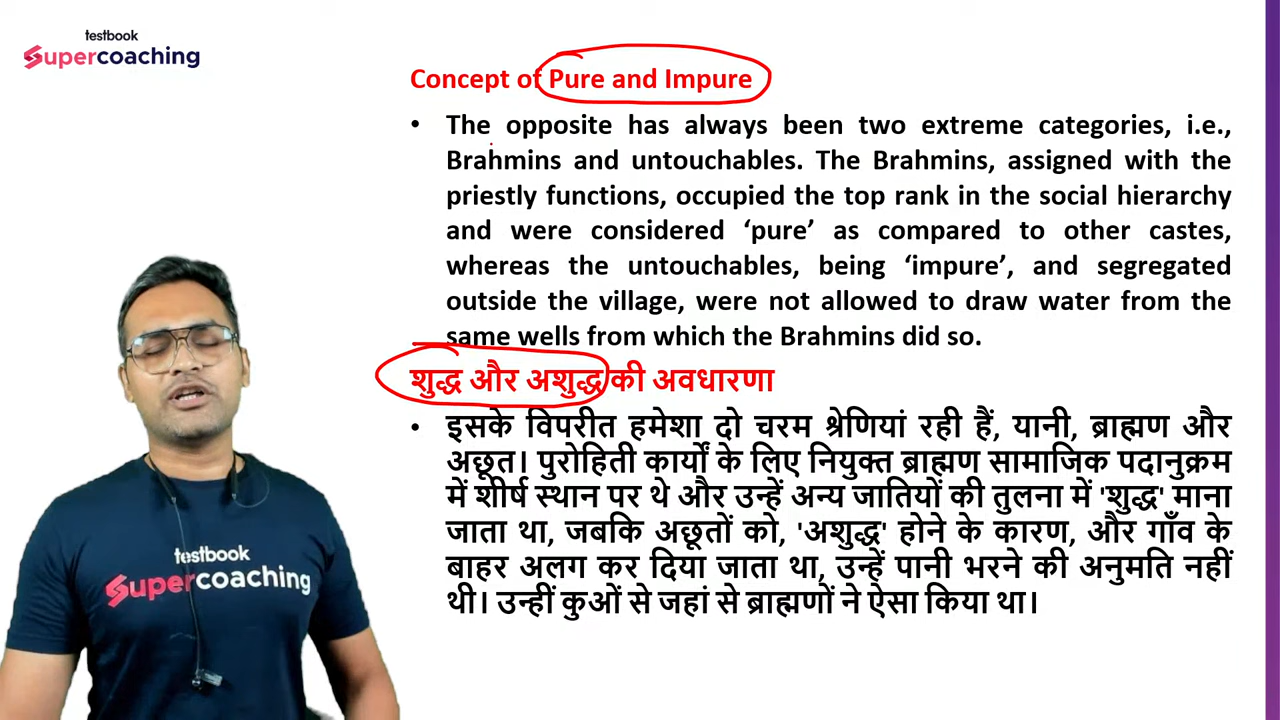 testbook
Supercoaching
Concept of Pure and Impure
• The opposite has always been two extreme categories, i.e.,
Brahmins and untouchables. The Brahmins, assigned with the
priestly functions, occupied the top rank in the social hierarchy
and were considered ‘pure’ as compared to other castes,
whereas the untouchables, being ‘impure’, and segregated
outside the village, were not allowed to draw water from the
same wells from which the Brahmins did so.
शुद्ध और अशुद्ध की अवधारणा
• इसके विपरीत हमेशा दो चरम श्रेणियां रही हैं, यानी, ब्राह्मण और
अछूत। पुरोहिती कार्यों के लिए नियुक्त ब्राह्मण सामाजिक पदानुक्रम
में शीर्ष स्थान पर थे और उन्हें अन्य जातियों की तुलना में 'शुद्ध' माना
जाता था, जबकि अछूतों को, 'अशुद्ध' होने के कारण, और गाँव के
बाहर अलग कर दिया जाता था, उन्हें पानी भरने की अनुमति नहीं
थी। उन्हीं कुओं से जहां से ब्राह्मणों ने ऐसा किया था।
testbook
Supercoaching